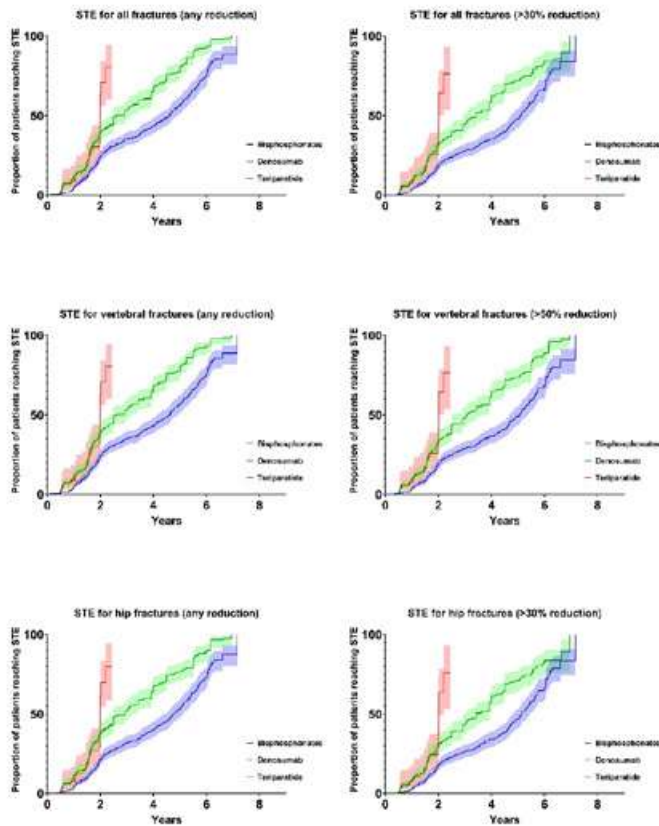 STE for all fractures (any reduction)
Proportion of patients reaching STE
100
50
0
Bisphosphonates
Denosumab
Teriparatide
0 2 4 6 8
Years
STE for all fractures (>30% reduction)
Proportion of patients reaching STE
100
50
0
Bisphosphonates
Denosumab
Teriparatide
0 2 4 6 8
Years
STE for vertebral fractures (any reduction)
Proportion of patients reaching STE
100
50
0
Bisphosphonates
Denosumab
Teriparatide
0 2 4 6 8
Years
STE for vertebral fractures (>50% reduction)
Proportion of patients reaching STE
100
50
0
Bisphosphonates
Denosumab
Teriparatide
0 2 4 6 8
Years
STE for hip fractures (any reduction)
Proportion of patients reaching STE
100
50
0
Bisphosphonates
Denosumab
Teriparatide
0 2 4 6 8
Years
STE for hip fractures (>30% reduction)
Proportion of patients reaching STE
100
50
0
Bisphosphonates
Denosumab
Teriparatide
0 2 4 6 8
Years